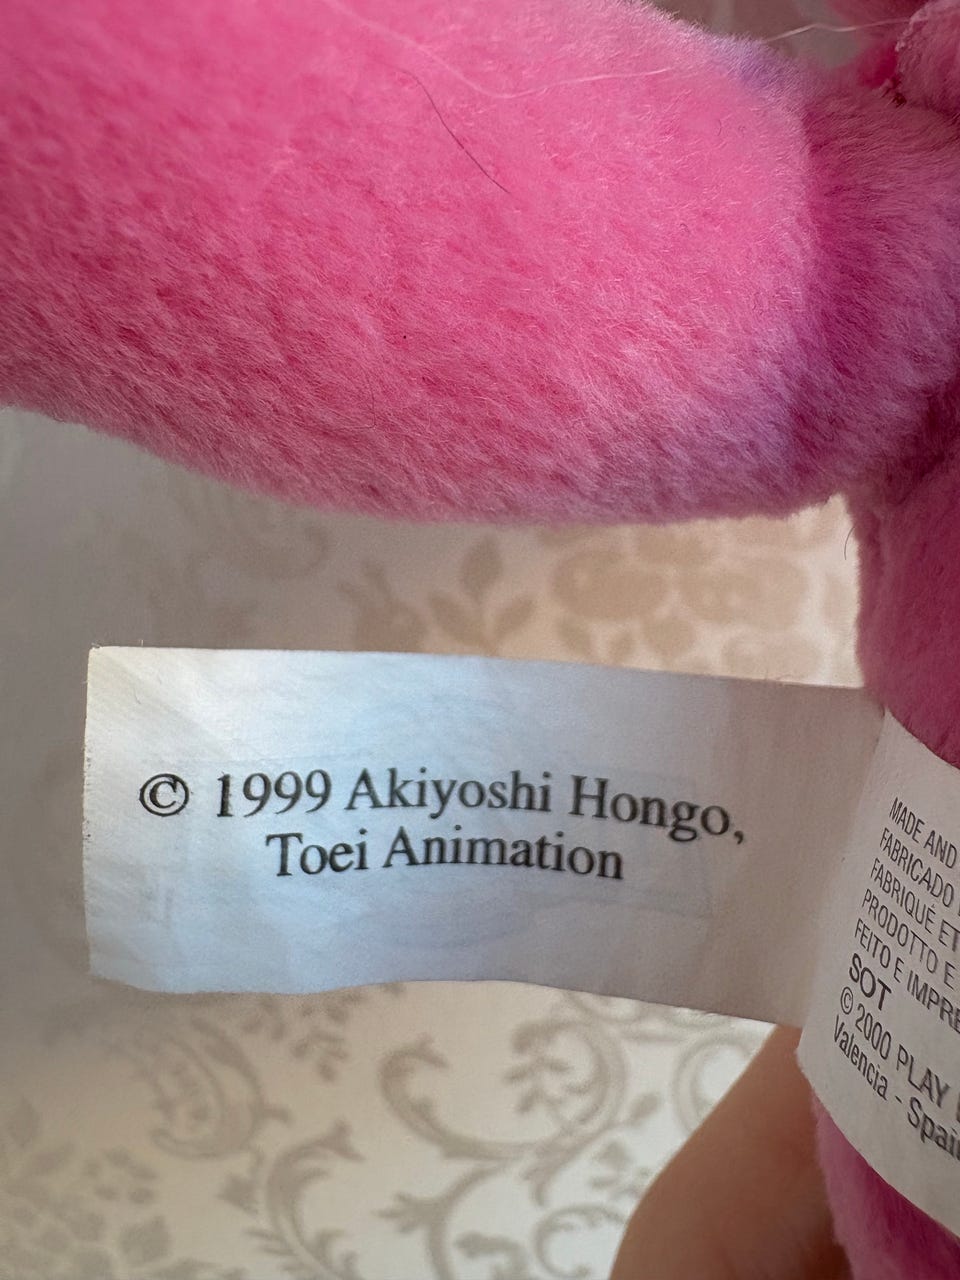 © 1999 Akiyoshi Hongo,
Toei Animation
MADE AND
FABRICADO
FABRIQUÉ ET
PRODOTTO E
FEITO E IMPRE
SOT
© 2000 PLAY
Valencia - Spai